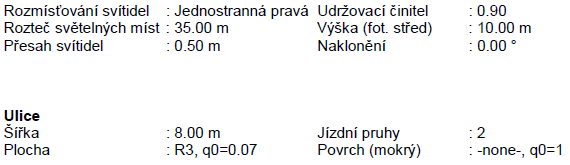 Rozmísťování svítidel : Jednostranná pravá Udržovací činitel : 0.90
Rozteč světelných míst : 35.00 m Výška (fot. střed) : 10.00 m
Přesah svítidel : 0.50 m Naklonění : 0.00 °
Ulice
Šířka : 8.00 m Jízdní pruhy : 2
Plocha : R3, q0=0.07 Povrch (mokrý) : -none-, q0=1